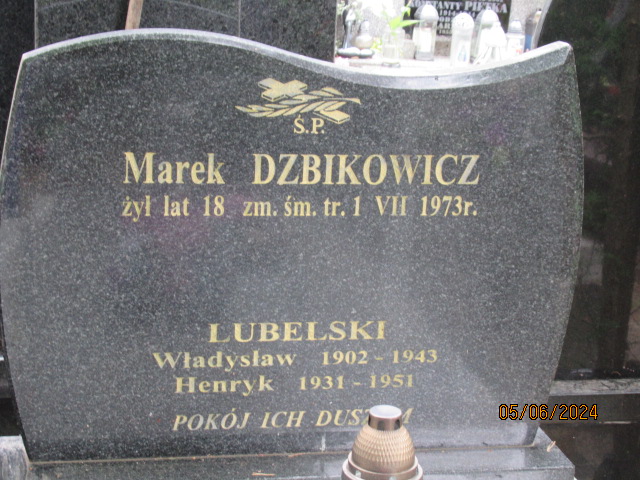 Ś.P.
Marek DZBIKOWICZ
żył lat 18 zm. śm. tr. 1 VII 1973r.
LUBELSKI
Władysław 1902 - 1943
Henryk 1931 - 1951
POKÓJ ICH
05/06/2024